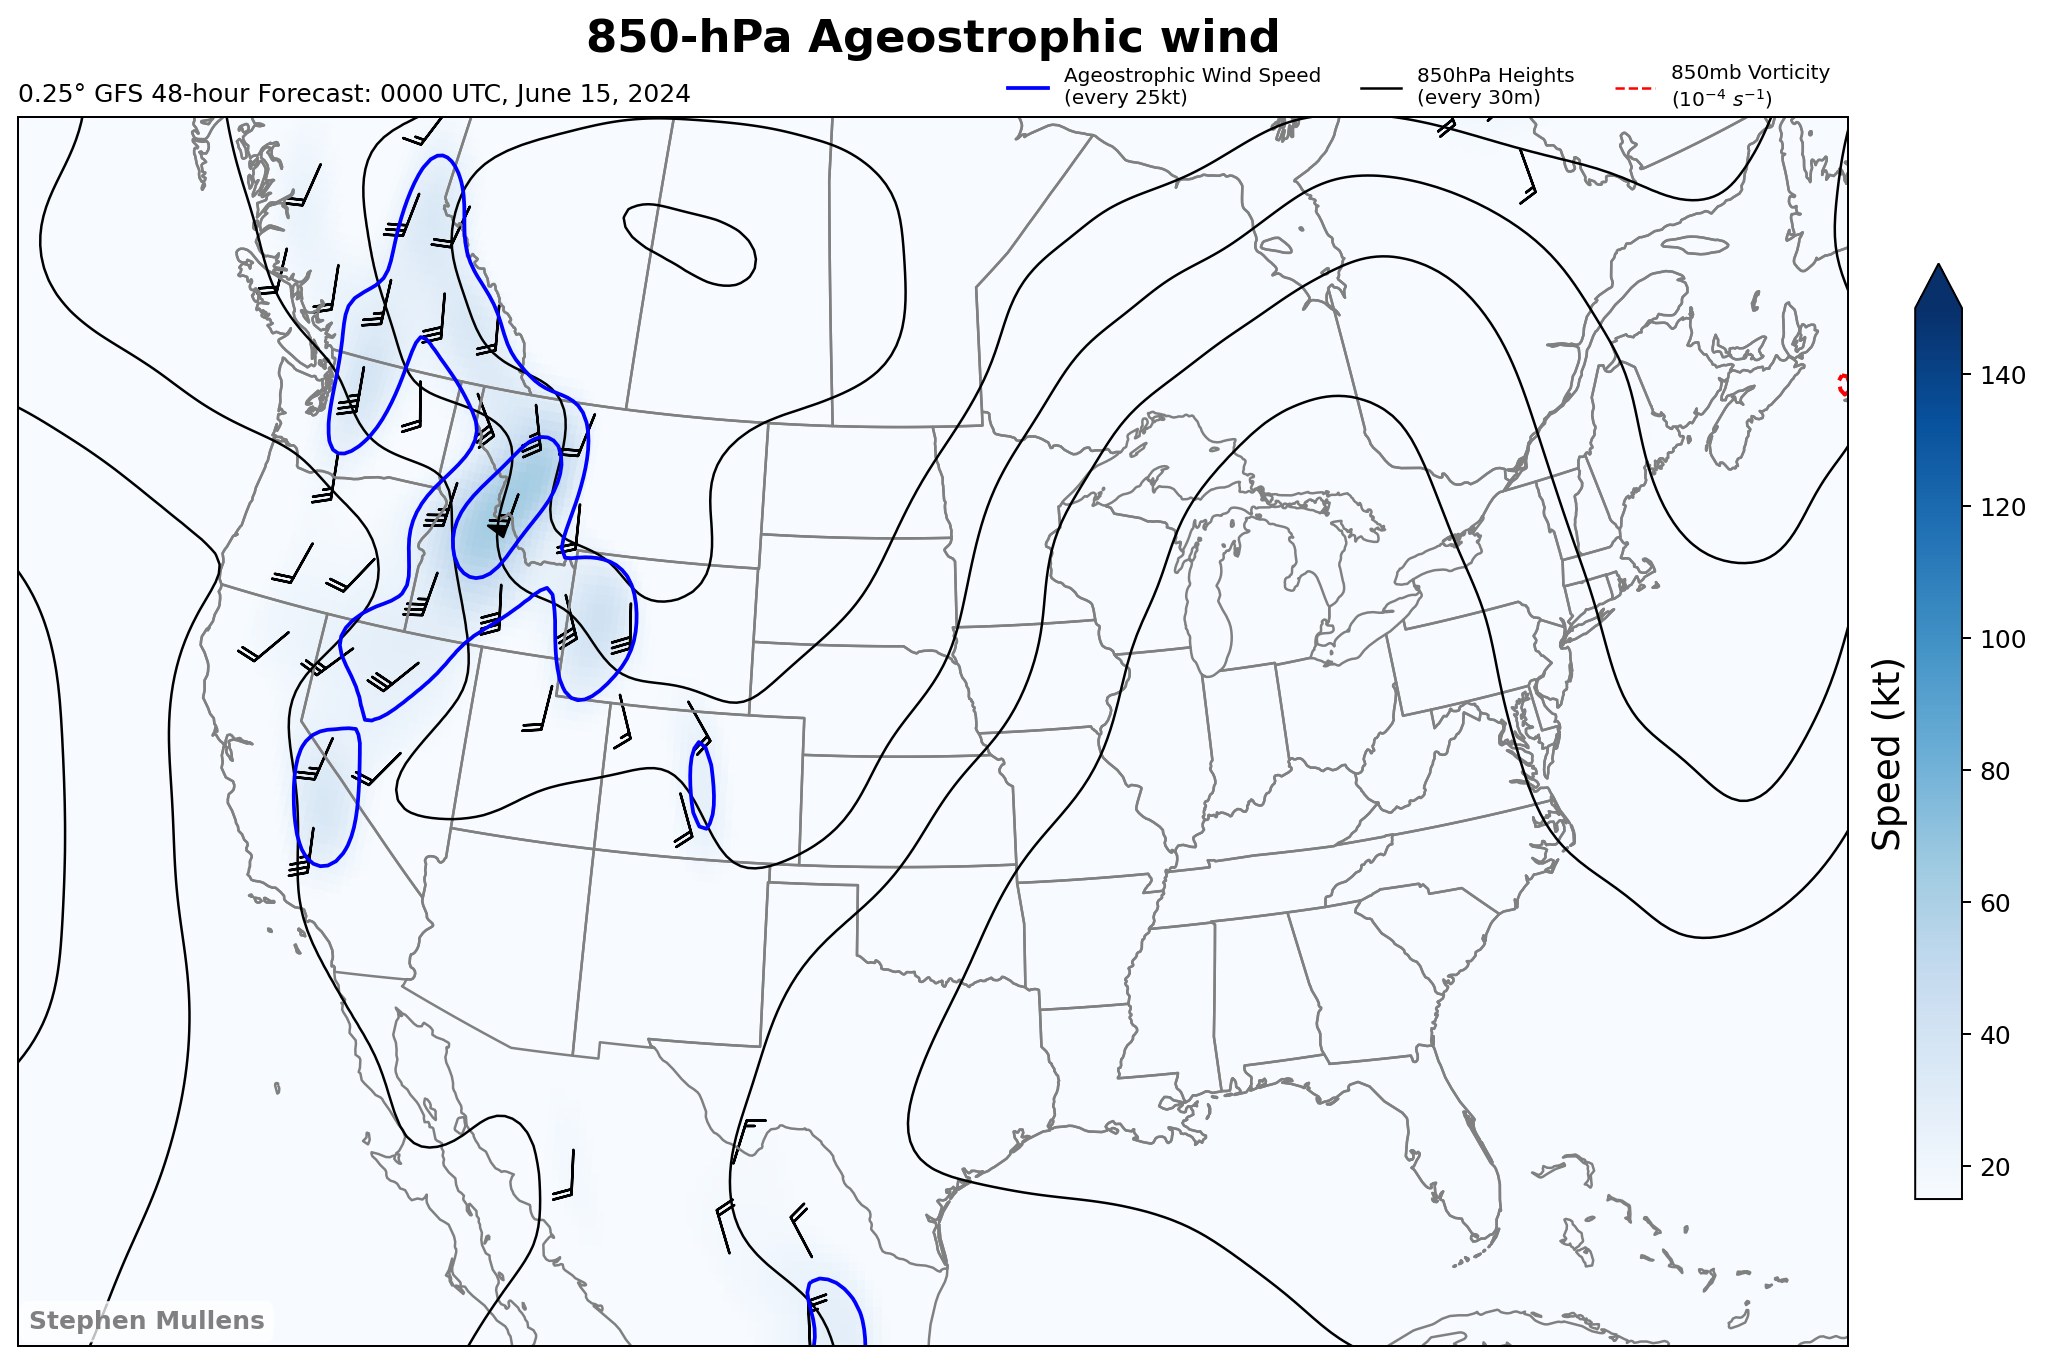 850-hPa Ageostrophic wind
0.25° GFS 48-hour Forecast: 0000 UTC, June 15, 2024
Ageostrophic Wind Speed
(every 25kt)
850hPa Heights
(every 30m)
850mb Vorticity
(10⁻⁴ s⁻¹)
140
120
100
80
60
40
20
Speed (kt)
Stephen Mullens